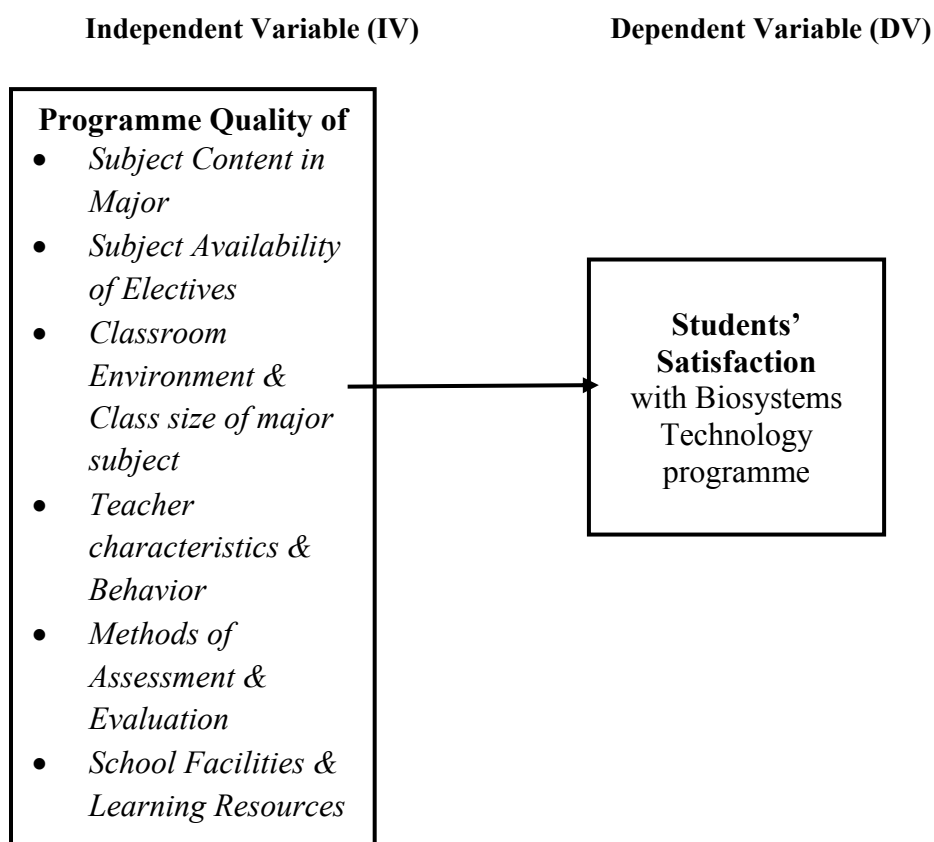 Independent Variable (IV) Dependent Variable (DV)
Programme Quality of
• Subject Content in
Major
• Subject Availability
of Electives
• Classroom
Environment &
Class size of major
subject
• Teacher
characteristics &
Behavior
• Methods of
Assessment &
Evaluation
• School Facilities &
Learning Resources
Students’
Satisfaction
with Biosystems
Technology
programme